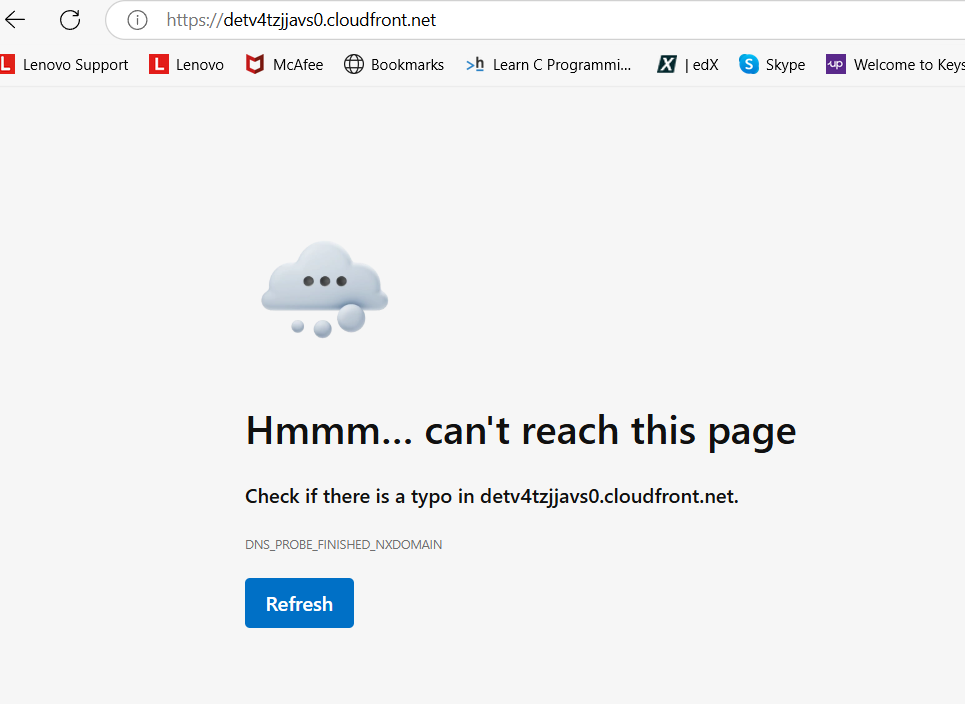 https://detv4tzjjavs0.cloudfront.net
L Lenovo Support L Lenovo McAfee Bookmarks >h Learn C Programmi... X | edX S Skype up Welcome to Keys
Hmmm... can't reach this page
Check if there is a typo in detv4tzjjavs0.cloudfront.net.
DNS_PROBE_FINISHED_NXDOMAIN
Refresh